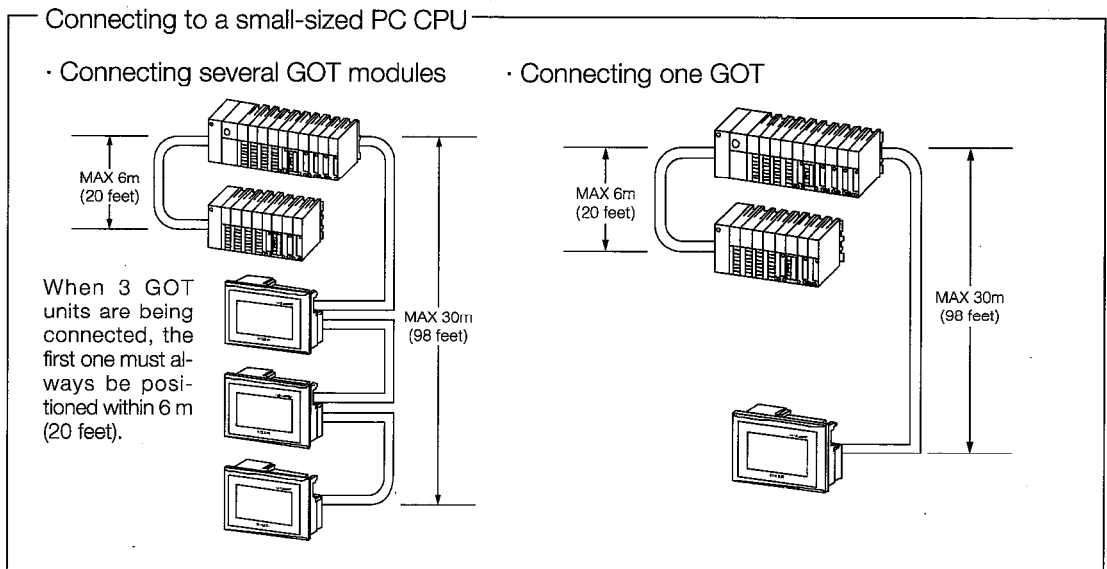 Connecting to a small-sized PC CPU
· Connecting several GOT modules
· Connecting one GOT
MAX 6m
(20 feet)
When 3 GOT
units are being
connected, the
first one must al-
ways be posi-
tioned within 6 m
(20 feet).
MAX 30m
(98 feet)
MAX 6m
(20 feet)
MAX 30m
(98 feet)